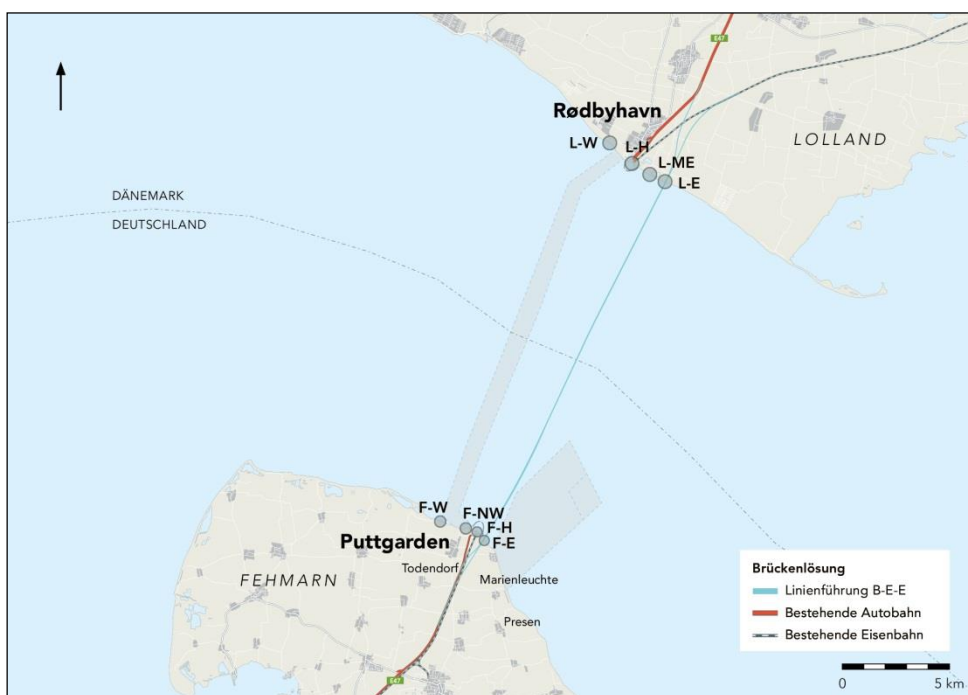 E47
Rødbyhavn
L-W
L-H
L-ME
L-E
LOLLAND
DÄNEMARK
DEUTSCHLAND
F-W
F-NW
F-H
F-E
Puttgarden
Todendorf
Marienleuchte
FEHMARN
Presen
E47
Brückenlösung
Linienführung B-E-E
Bestehende Autobahn
Bestehende Eisenbahn
0 5 km